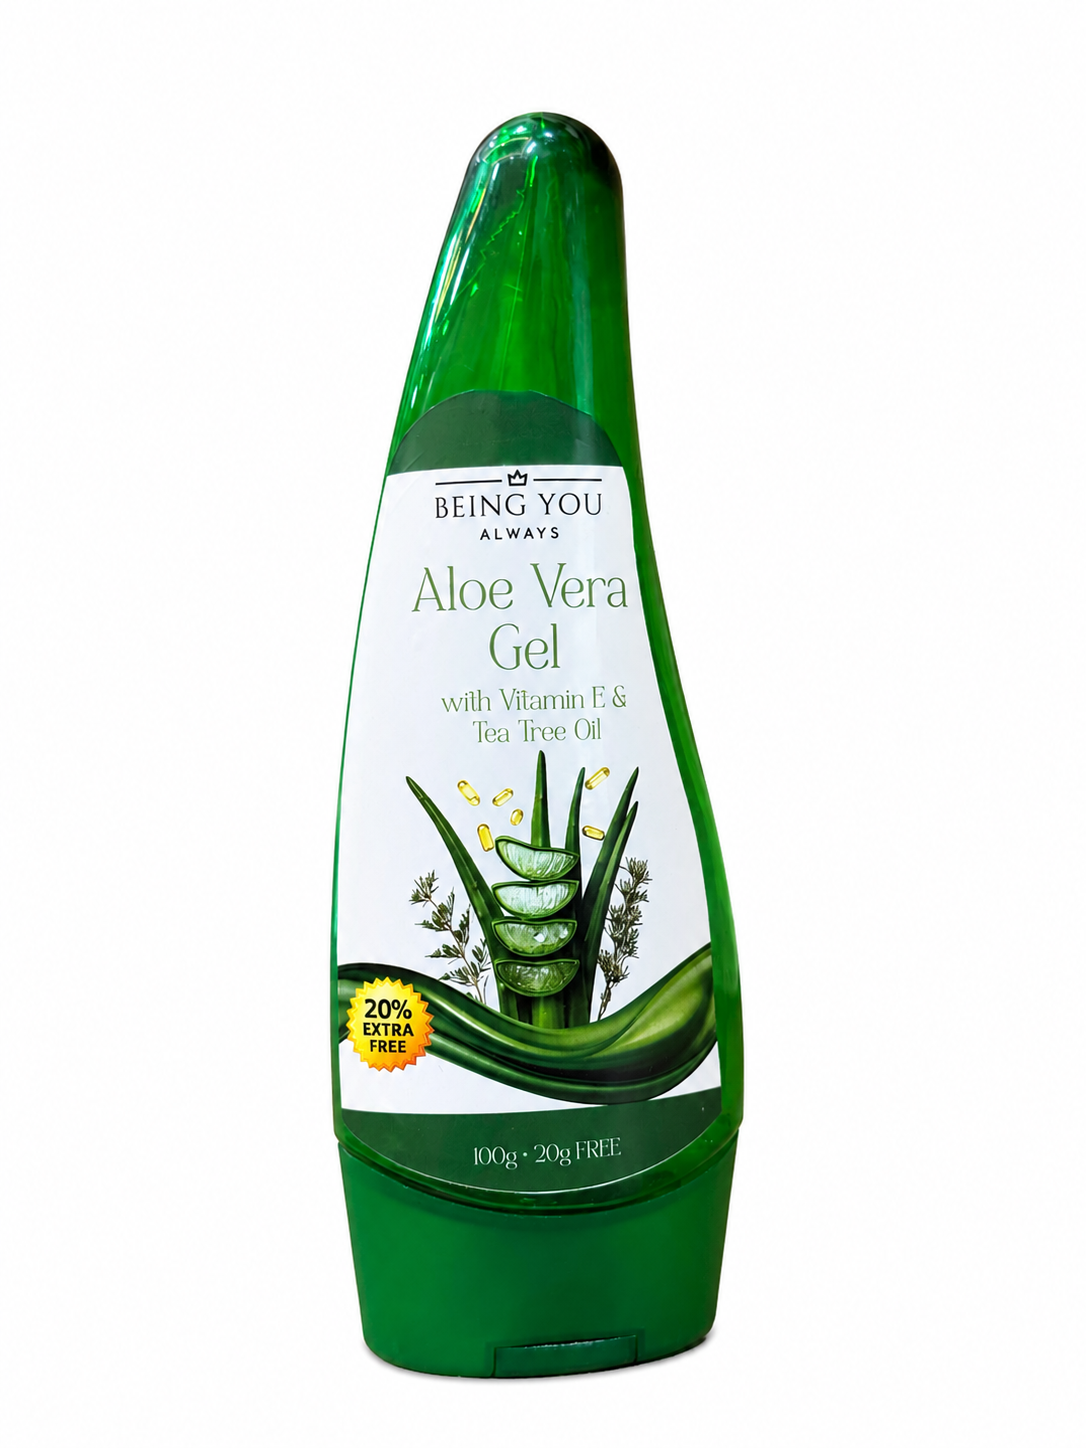 BEING YOU
ALWAYS
Aloe Vera
Gel
with Vitamin E &
Tea Tree Oil
20%
EXTRA
FREE
100g • 20g FREE